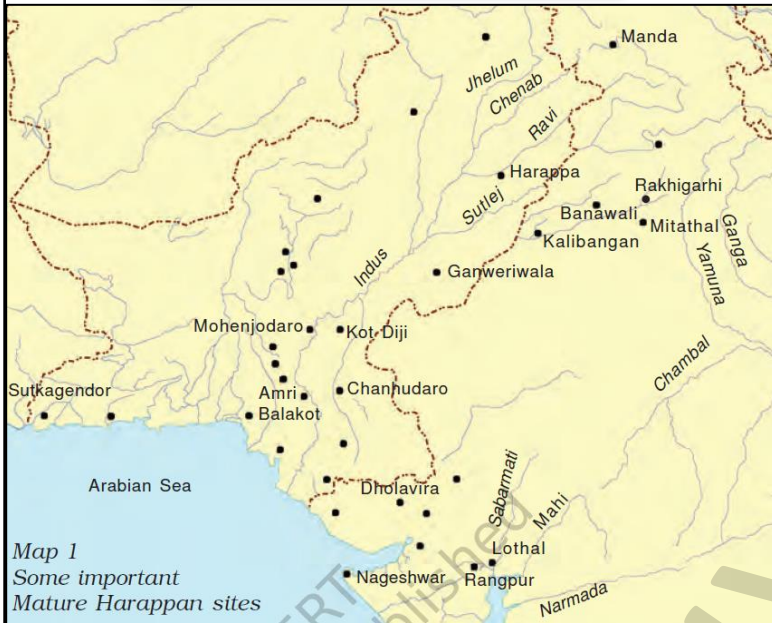 Manda
Jhelum
Chenab
Ravi
Harappa
Sutlej
Rakhigarhi
Banawali
Mitathal
Kalibangan
Ganga
Yamuna
Indus
Ganweriwala
Mohenjodaro
Kot Diji
Chambal
Sutkagendor
Amri
Chanhudaro
Balakot
Arabian Sea
Dholavira
Sabarmati
Mahi
Lothal
Nageshwar
Rangpur
Narmada
Map 1
Some important
Mature Harappan sites